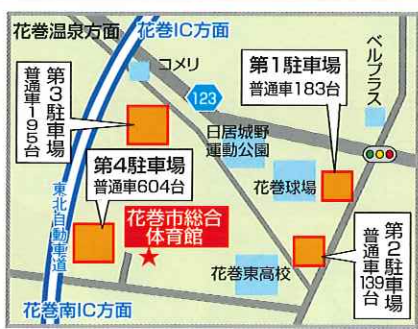 花巻温泉方面
花巻IC方面
コメリ
123
ベルプラス
第1駐車場
普通車183台
第3駐車場
普通車195台
日居城野
運動公園
第4駐車場
普通車604台
花巻球場
東北自動車道
花巻市総合
体育館
第2駐車場
普通車139台
花巻東高校
花巻南IC方面